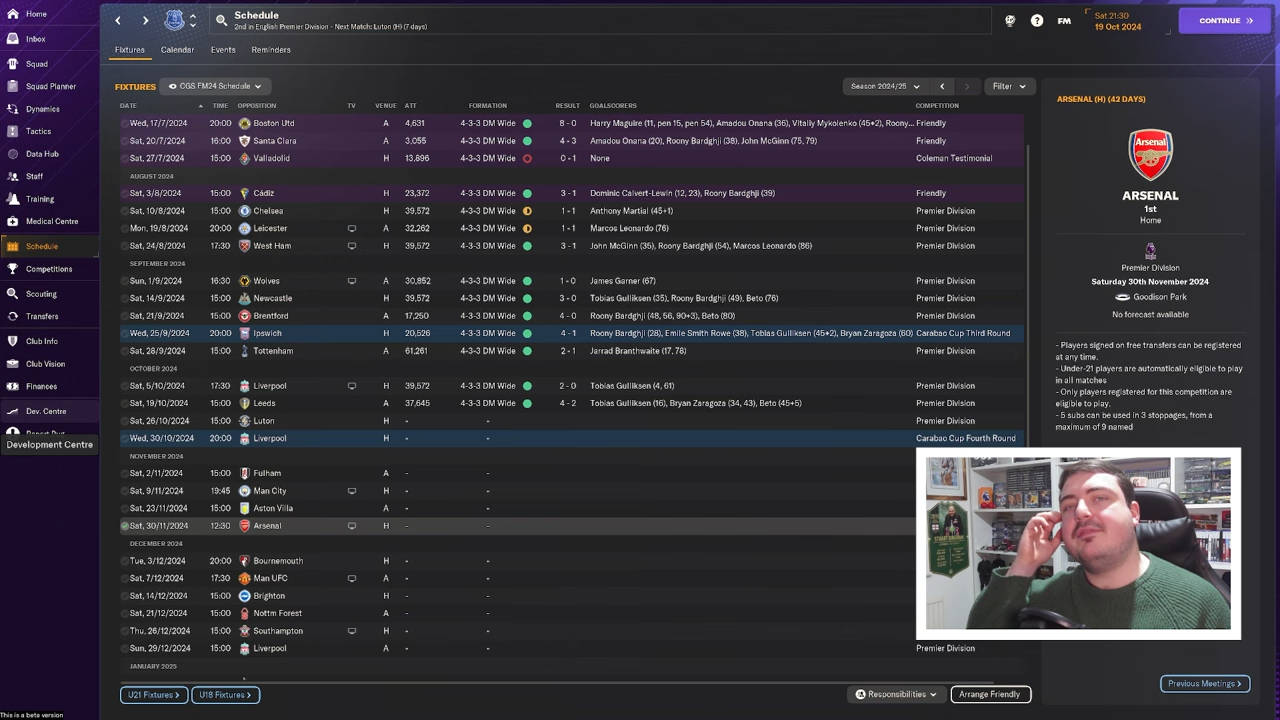 Home
Schedule
2nd in English Premier Division - Next Match: Luton (H) (7 days)
FM
Sat 21:30
19 Oct 2024
CONTINUE
Inbox
Squad
Squad Planner
Dynamics
Tactics
Data Hub
Staff
Training
Medical Centre
Schedule
Competitions
Scouting
Transfers
Club Info
Club Vision
Finances
Dev. Centre
Development Centre
Fixtures Calendar Events Reminders
FIXTURES CGS FM24 Schedule Season 2024/25 Filter
DATE TIME OPPOSITION TV VENUE ATT FORMATION RESULT GOALSCORERS COMPETITION
Wed, 17/7/2024 20:00 Boston Utd A 4,631 4-3-3 DM Wide 8 - 0 Harry Maguire (11, pen 15, pen 54), Amadou Onana (36), Vitaliy Mykolenko (45+2), Roony... Friendly
Sat, 20/7/2024 16:00 Santa Clara A 3,055 4-3-3 DM Wide 4 - 3 Amadou Onana (20), Roony Bardghji (38), John McGinn (75, 79) Friendly
Sat, 27/7/2024 15:00 Valladolid H 13,896 4-3-3 DM Wide 0 - 1 None Coleman Testimonial
AUGUST 2024
Sat, 3/8/2024 15:00 Cádiz H 23,372 4-3-3 DM Wide 3 - 1 Dominic Calvert-Lewin (12, 23), Roony Bardghji (39) Friendly
Sat, 10/8/2024 15:00 Chelsea H 39,572 4-3-3 DM Wide 1 - 1 Anthony Martial (45+1) Premier Division
Mon, 19/8/2024 20:00 Leicester A 32,262 4-3-3 DM Wide 1 - 1 Marcos Leonardo (76) Premier Division
Sat, 24/8/2024 17:30 West Ham H 39,572 4-3-3 DM Wide 3 - 1 John McGinn (35), Roony Bardghji (54), Marcos Leonardo (86) Premier Division
SEPTEMBER 2024
Sun, 1/9/2024 16:30 Wolves A 30,852 4-3-3 DM Wide 1 - 0 James Garner (67) Premier Division
Sat, 14/9/2024 15:00 Newcastle H 39,572 4-3-3 DM Wide 3 - 0 Tobias Gulliksen (35), Roony Bardghji (49), Beto (76) Premier Division
Sat, 21/9/2024 15:00 Brentford A 17,250 4-3-3 DM Wide 4 - 0 Roony Bardghji (48, 56, 90+3), Beto (80) Premier Division
Wed, 25/9/2024 20:00 Ipswich H 20,526 4-3-3 DM Wide 4 - 1 Roony Bardghji (28), Emile Smith Rowe (38), Tobias Gulliksen (45+2), Bryan Zaragoza (60) Carabao Cup Third Round
Sat, 28/9/2024 15:00 Tottenham A 61,261 4-3-3 DM Wide 2 - 1 Jarrad Branthwaite (17, 78) Premier Division
OCTOBER 2024
Sat, 5/10/2024 17:30 Liverpool H 39,572 4-3-3 DM Wide 2 - 0 Tobias Gulliksen (4, 61) Premier Division
Sat, 19/10/2024 15:00 Leeds A 37,645 4-3-3 DM Wide 4 - 2 Tobias Gulliksen (16), Bryan Zaragoza (34, 43), Beto (45+5) Premier Division
Sat, 26/10/2024 15:00 Luton H - - Premier Division
Wed, 30/10/2024 20:00 Liverpool H - - Carabao Cup Fourth Round
NOVEMBER 2024
Sat, 2/11/2024 15:00 Fulham A - -
Sat, 9/11/2024 19:45 Man City H - -
Sat, 23/11/2024 15:00 Aston Villa A - -
Sat, 30/11/2024 12:30 Arsenal H - -
DECEMBER 2024
Tue, 3/12/2024 20:00 Bournemouth H - -
Sat, 7/12/2024 17:30 Man UFC A - -
Sat, 14/12/2024 15:00 Brighton H - -
Sat, 21/12/2024 15:00 Nottm Forest A - -
Thu, 26/12/2024 15:00 Southampton H - -
Sun, 29/12/2024 15:00 Liverpool A - - Premier Division
JANUARY 2025
U21 Fixtures > U18 Fixtures > Responsibilities Arrange Friendly
ARSENAL (H) (42 DAYS)
Arsenal
ARSENAL
1st
Home
Premier Division
Saturday 30th November 2024
Goodison Park
No forecast available
- Players signed on free transfers can be registered
at any time.
- Under-21 players are automatically eligible to play
in all matches
- Only players registered for this competition are
eligible to play.
- 5 subs can be used in 3 stoppages, from a
maximum of 9 named
Previous Meetings >
This is a beta version